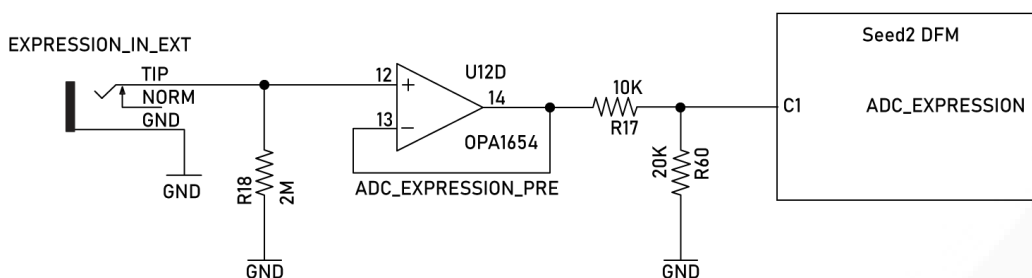 EXPRESSION_IN_EXT
TIP
NORM
GND
GND
R18
2M
GND
12
13
14
U12D
OPA1654
ADC_EXPRESSION_PRE
10K
R17
20K
R60
GND
Seed2 DFM
C1
ADC_EXPRESSION